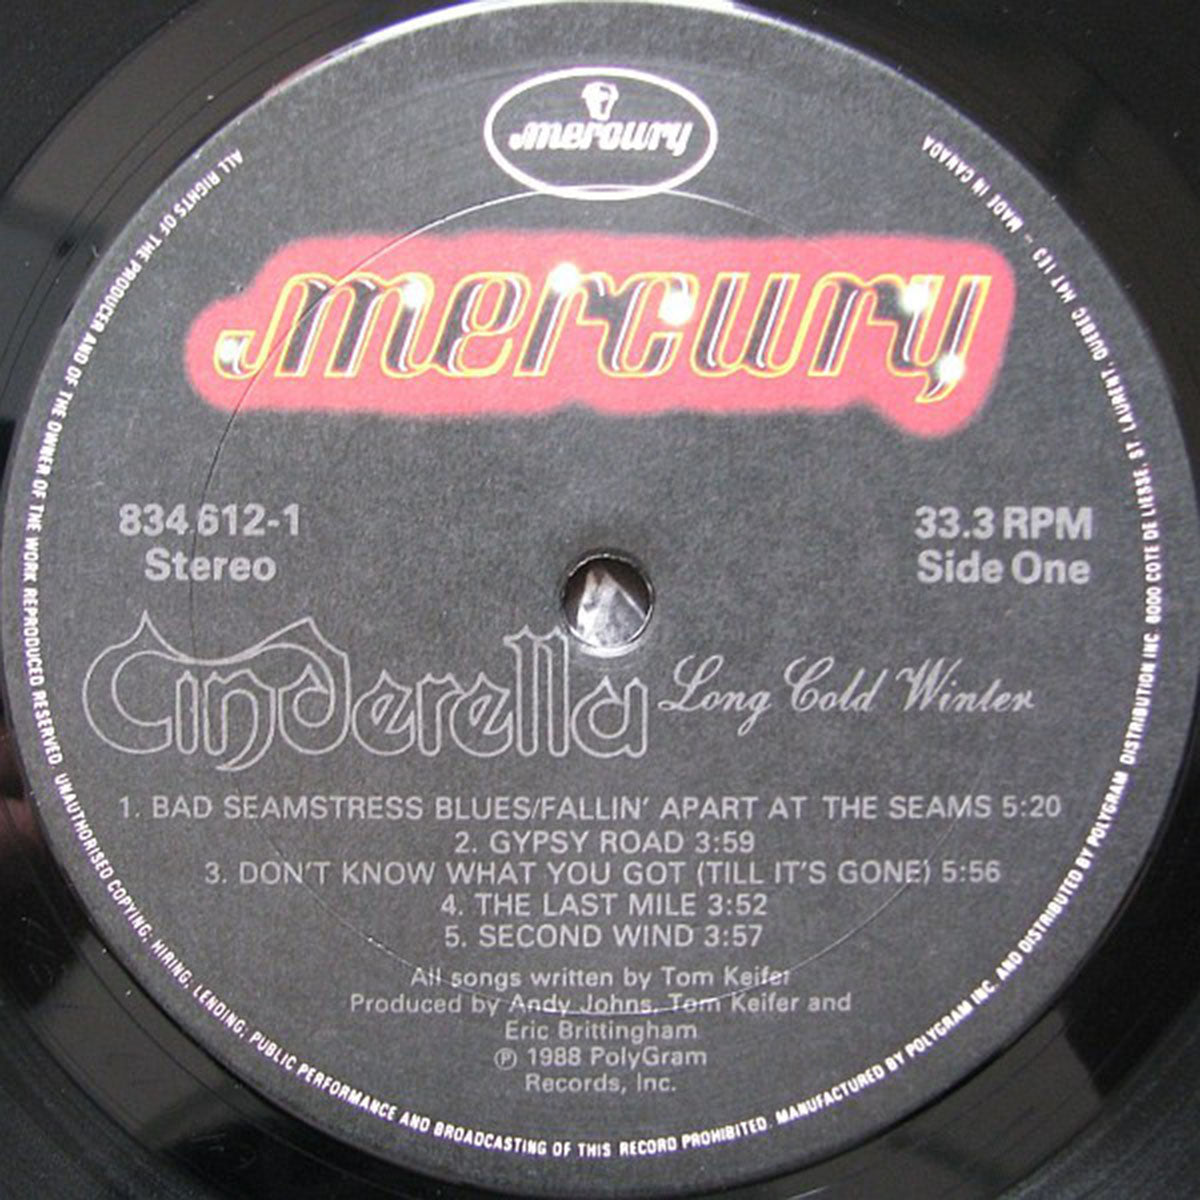 mercury
mercury
834.612-1
Stereo
33.3 RPM
Side One
Cinderella Long Cold Winter
1. BAD SEAMSTRESS BLUES/FALLIN' APART AT THE SEAMS 5:20
2. GYPSY ROAD 3:59
3. DON'T KNOW WHAT YOU GOT (TILL IT'S GONE) 5:56
4. THE LAST MILE 3:52
5. SECOND WIND 3:57
All songs written by Tom Keifer
Produced by Andy Johns, Tom Keifer and
Eric Brittingham
℗ 1988 PolyGram
Records, Inc.
ALL RIGHTS OF THE PRODUCER AND OF THE OWNER OF THE WORK REPRODUCED RESERVED. UNAUTHORISED COPYING, HIRING, LENDING, PUBLIC PERFORMANCE AND BROADCASTING OF THIS RECORD PROHIBITED. MANUFACTURED BY POLYGRAM INC. AND DISTRIBUTED BY POLYGRAM DISTRIBUTION INC. 8000 COTE DE LIESSE, ST. LAURENT, QUEBEC H4T 1E3 - MADE IN CANADA